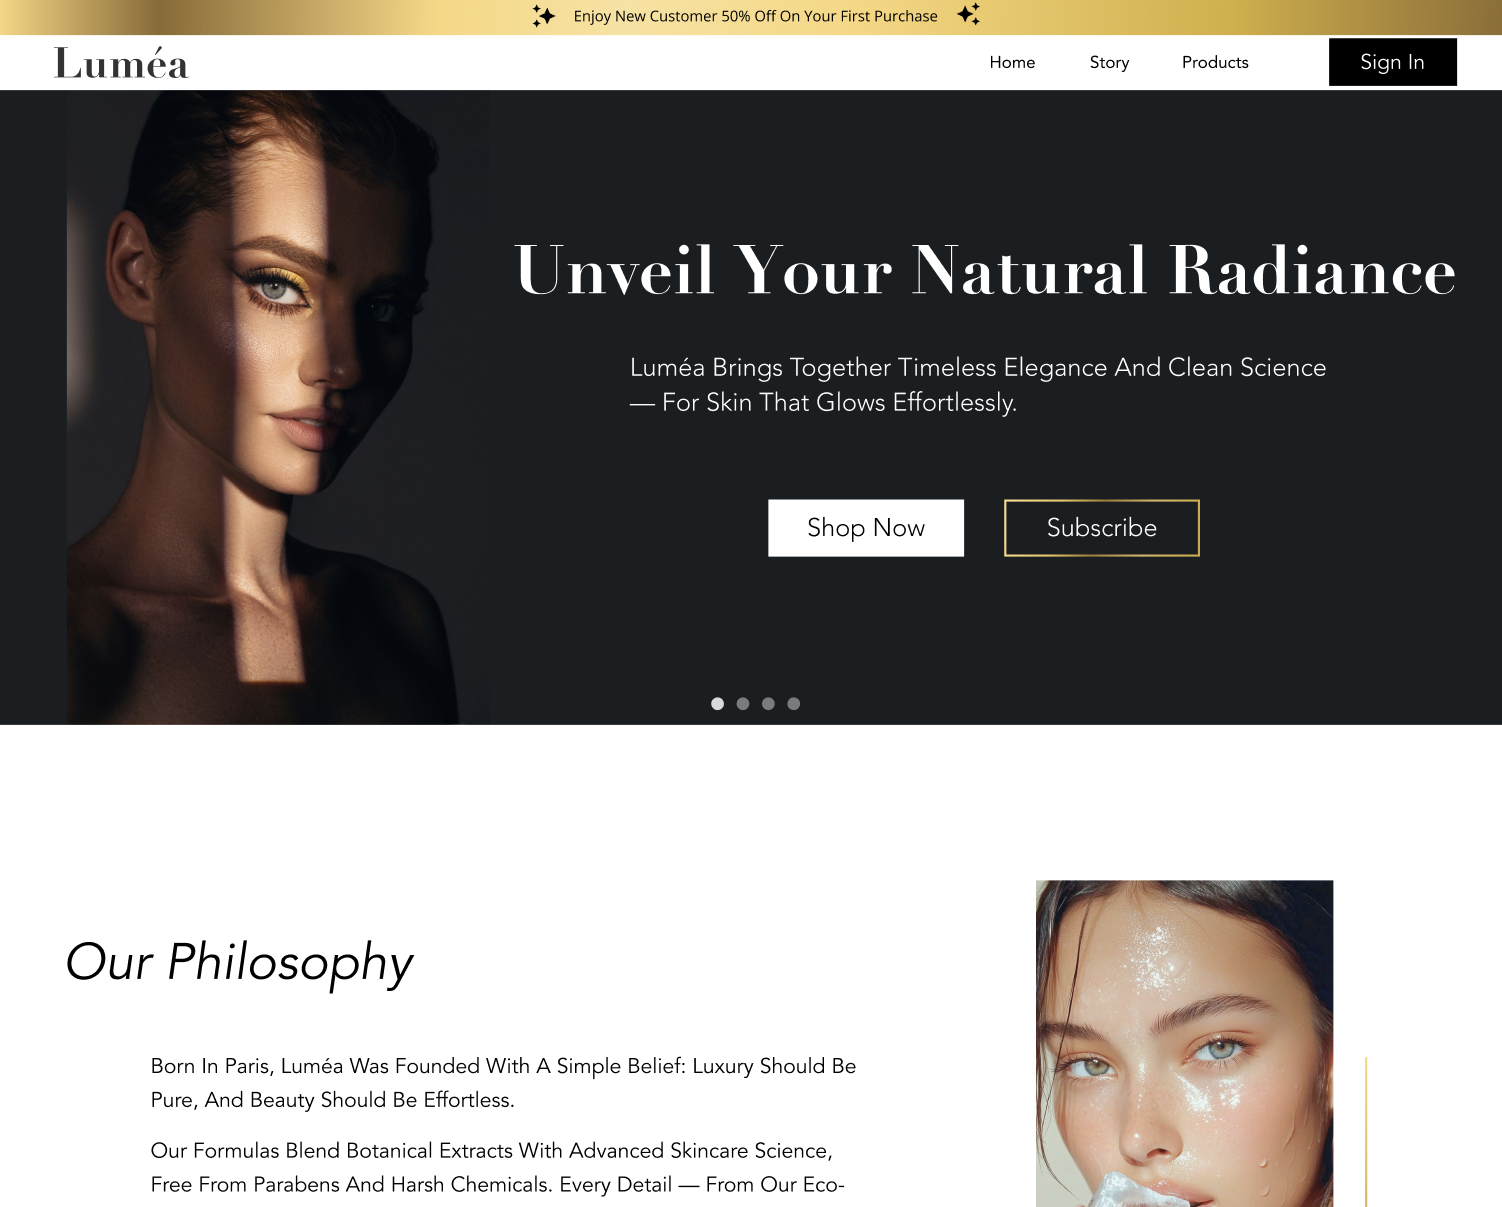 Enjoy New Customer 50% Off On Your First Purchase
Luméa
Home Story Products Sign In
Unveil Your Natural Radiance
Luméa Brings Together Timeless Elegance And Clean Science
— For Skin That Glows Effortlessly.
Shop Now Subscribe
Our Philosophy
Born In Paris, Luméa Was Founded With A Simple Belief: Luxury Should Be
Pure, And Beauty Should Be Effortless.
Our Formulas Blend Botanical Extracts With Advanced Skincare Science,
Free From Parabens And Harsh Chemicals. Every Detail — From Our Eco-